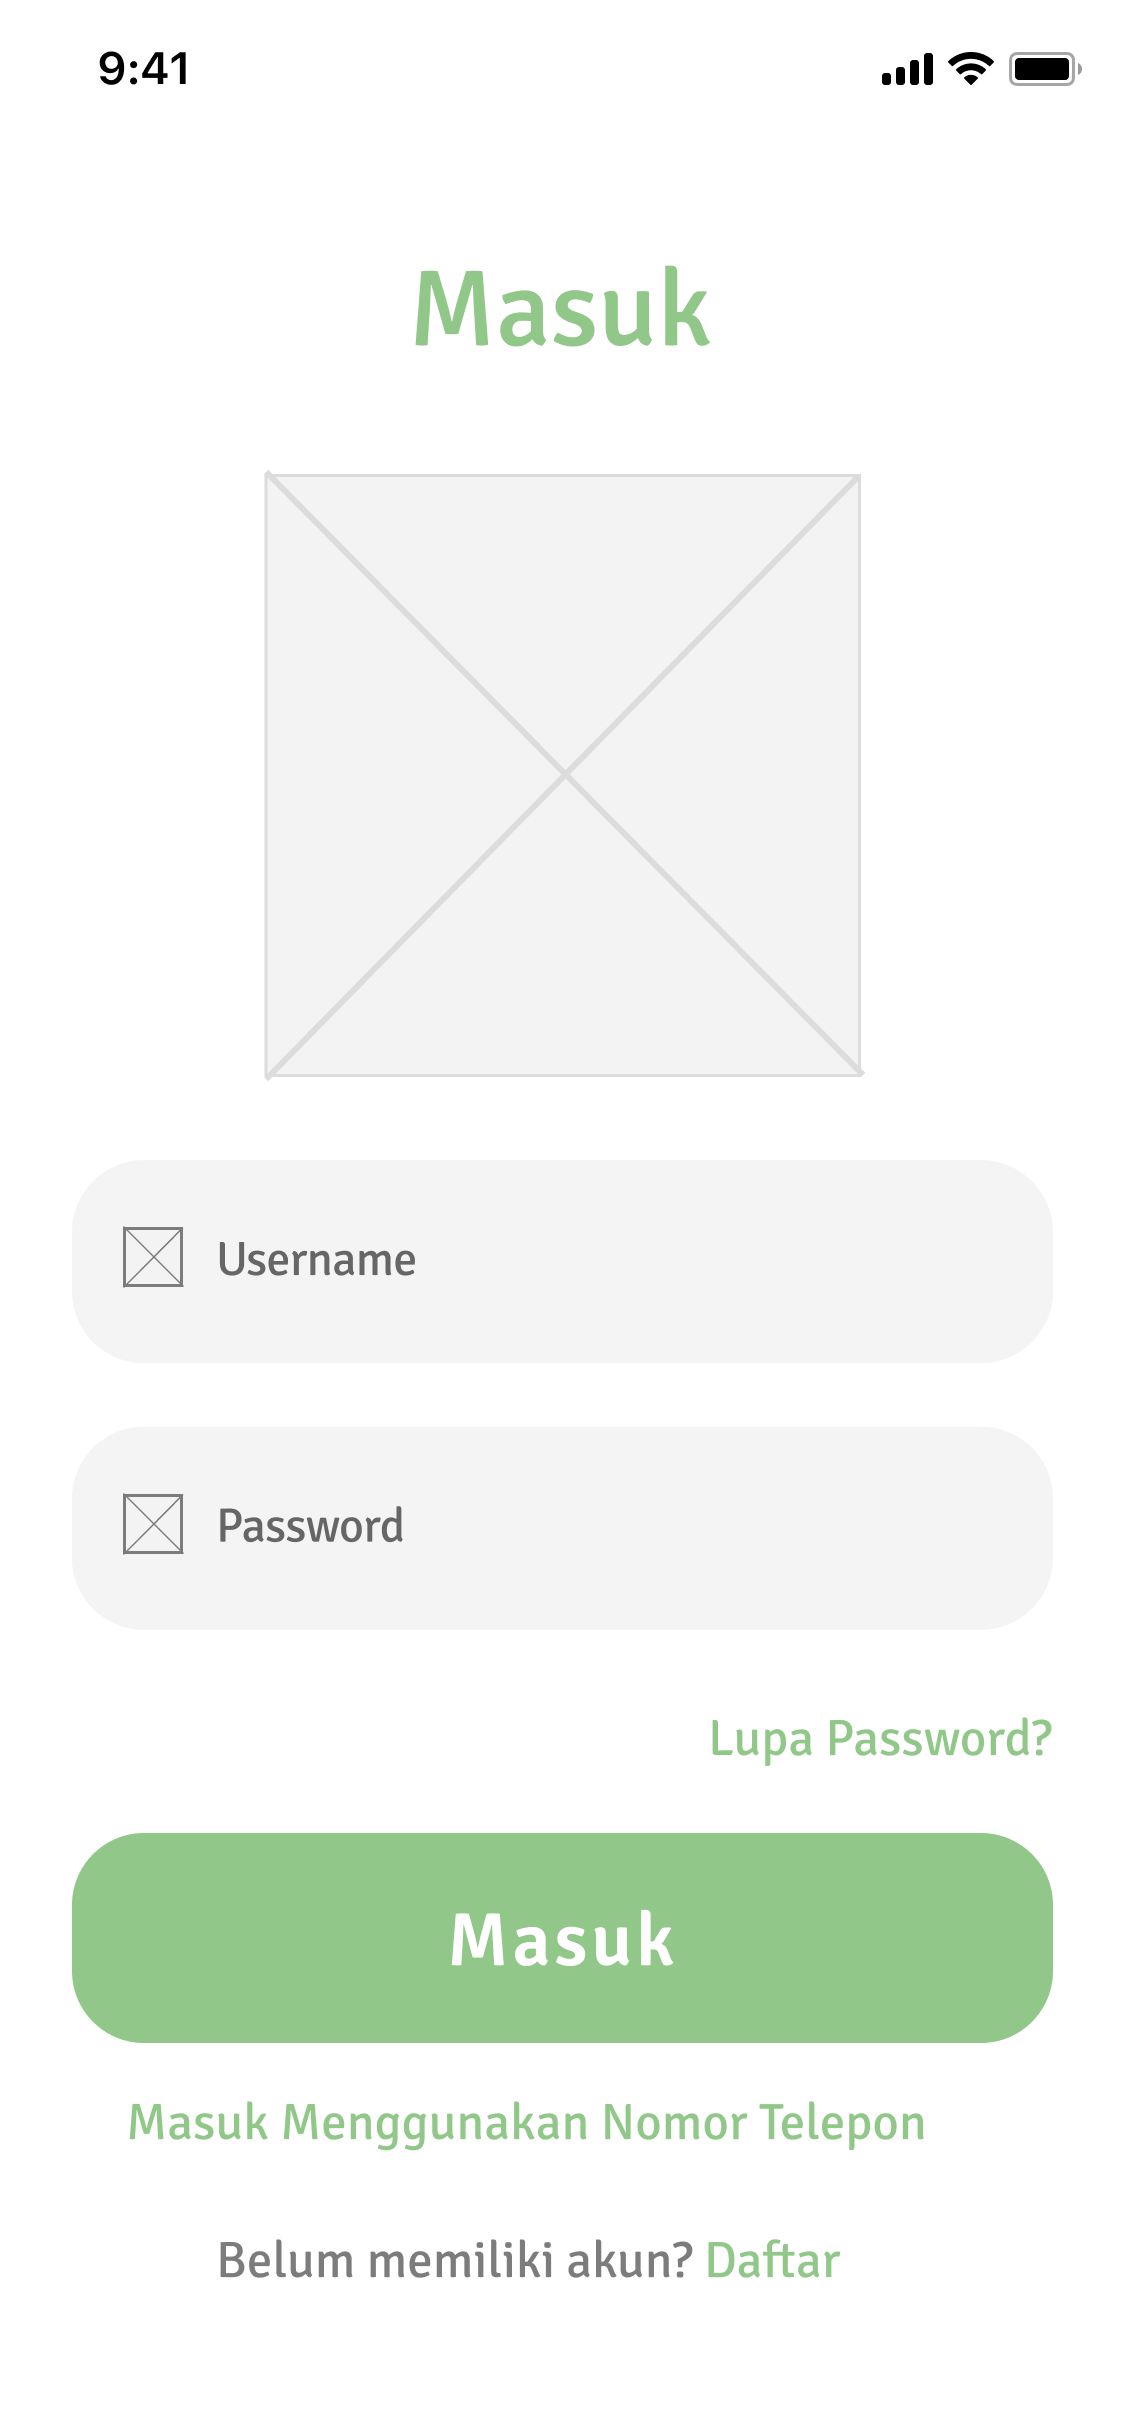 9:41
Masuk
Username
Password
Lupa Password?
Masuk
Masuk Menggunakan Nomor Telepon
Belum memiliki akun? Daftar